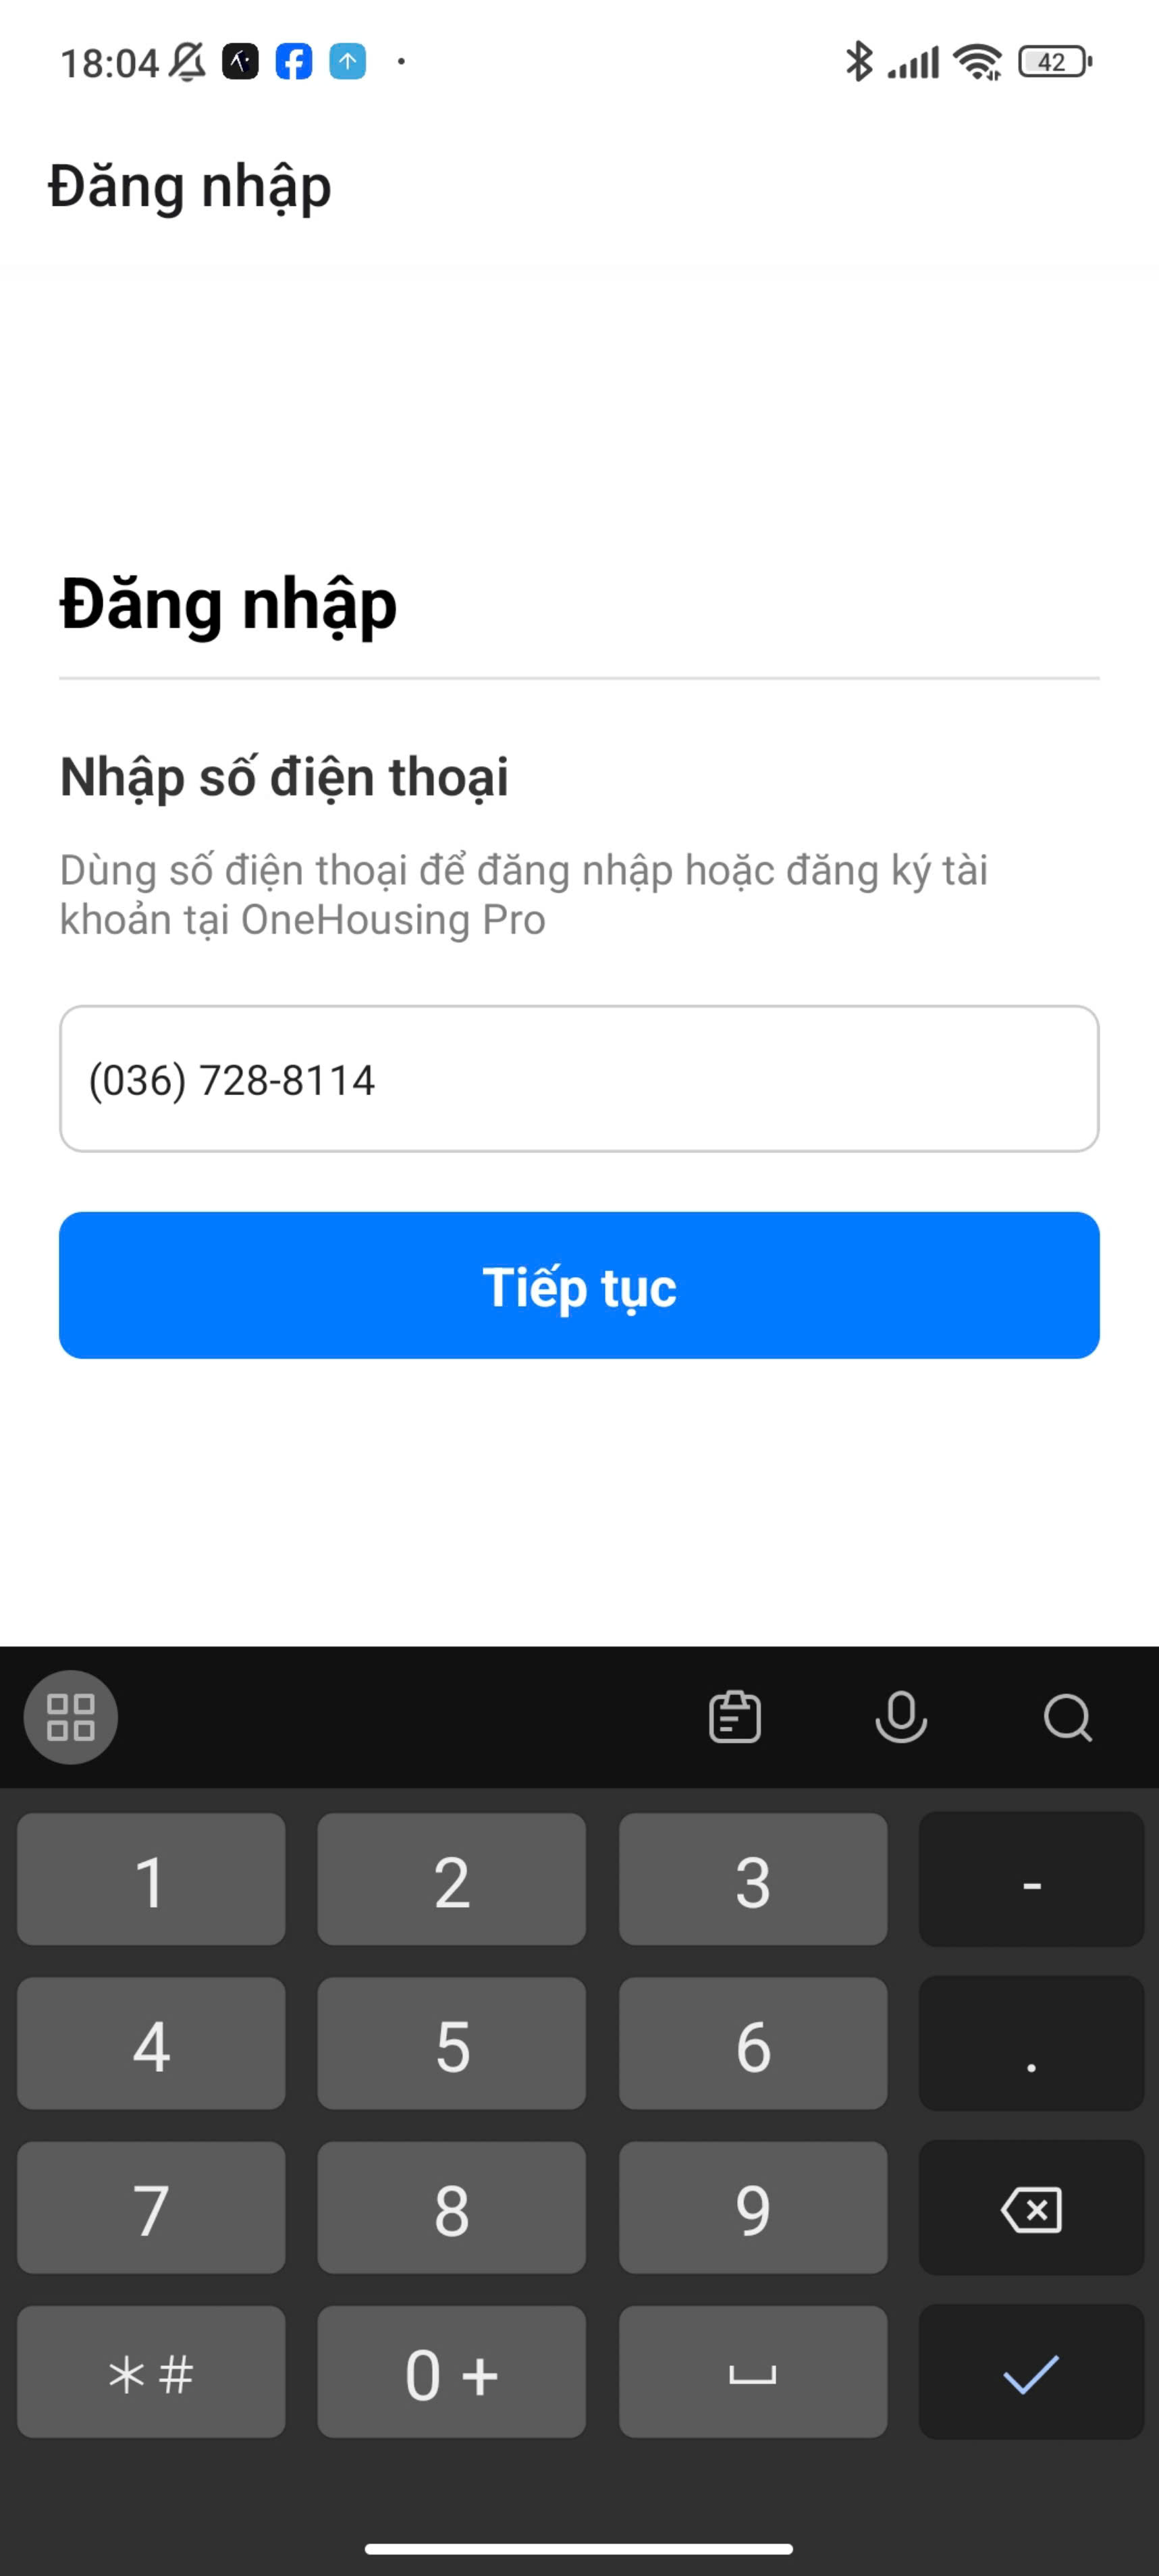 18:04
42
Đăng nhập
Đăng nhập
Nhập số điện thoại
Dùng số điện thoại để đăng nhập hoặc đăng ký tài
khoản tại OneHousing Pro
(036) 728-8114
Tiếp tục
1 2 3 -
4 5 6 .
7 8 9
*# 0 +